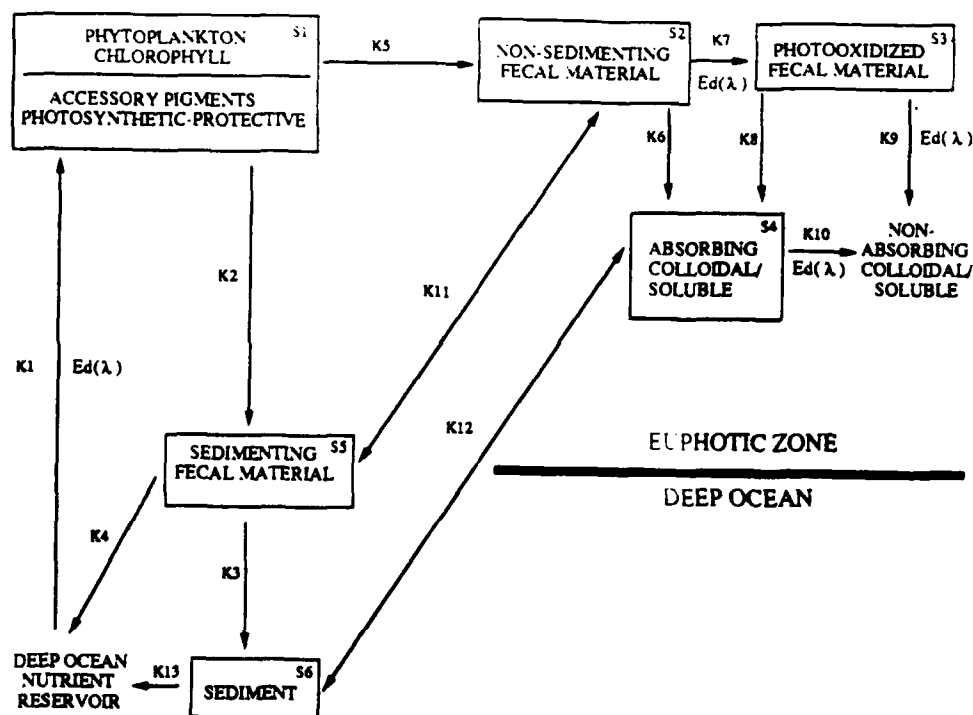 PHYTOPLANKTON
CHLOROPHYLL
S1
ACCESSORY PIGMENTS
PHOTOSYNTHETIC-PROTECTIVE
K5
NON-SEDIMENTING
FECAL MATERIAL
S2
K7
Ed(λ)
PHOTOOXIDIZED
FECAL MATERIAL
S3
K6
K8
K9
Ed(λ)
ABSORBING
COLLOIDAL/
SOLUBLE
S4
K10
Ed(λ)
NON-
ABSORBING
COLLOIDAL/
SOLUBLE
K2
K11
K1
Ed(λ)
K12
SEDIMENTING
FECAL MATERIAL
S5
EUPHOTIC ZONE
DEEP OCEAN
K4
K3
DEEP OCEAN
NUTRIENT
RESERVOIR
K13
SEDIMENT
S6